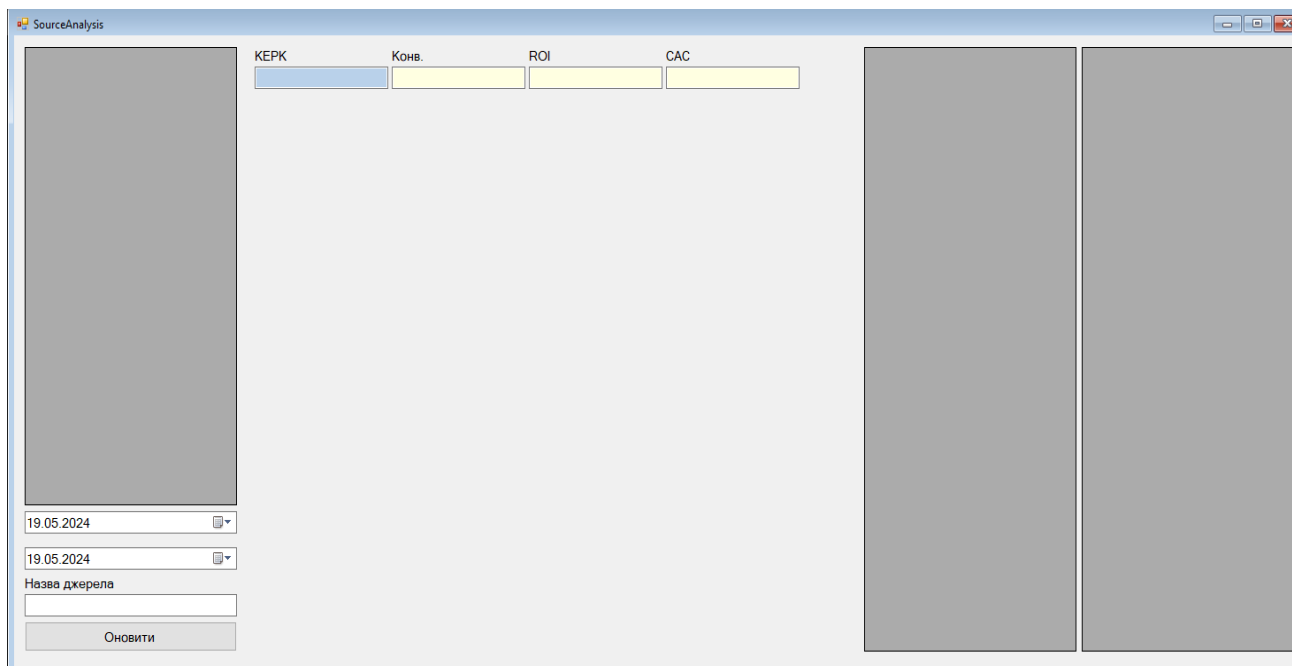 SourceAnalysis
КЕРК Конв. ROI CAC
19.05.2024
19.05.2024
Назва джерела
Оновити